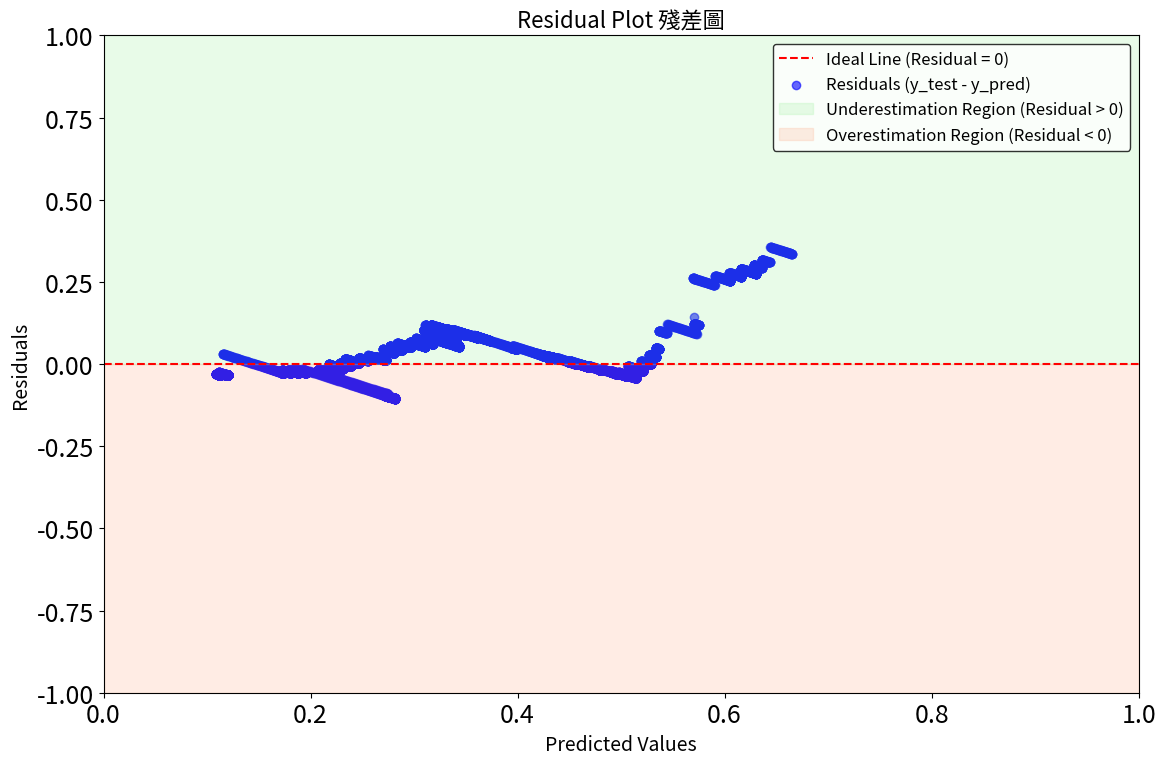 Residual Plot 殘差圖
1.00
0.75
0.50
0.25
0.00
-0.25
-0.50
-0.75
-1.00
Residuals
Ideal Line (Residual = 0)
Residuals (y_test - y_pred)
Underestimation Region (Residual > 0)
Overestimation Region (Residual < 0)
0.0 0.2 0.4 0.6 0.8 1.0
Predicted Values